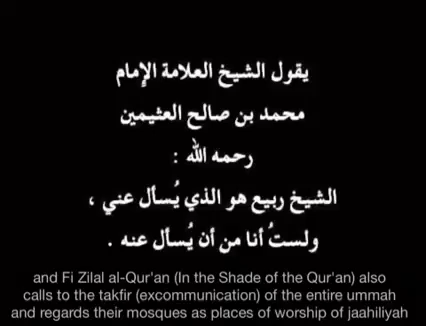 يقول الشيخ العلامة الإمام
محمد بن صالح العثيمين
رحمه الله :
الشيخ ربيع هو الذي يُسأل عني ،
ولستُ أنا من أن يُسأل عنه .
and Fi Zilal al-Qur'an (In the Shade of the Qur'an) also
calls to the takfir (excommunication) of the entire ummah
and regards their mosques as places of worship of jaahiliyah